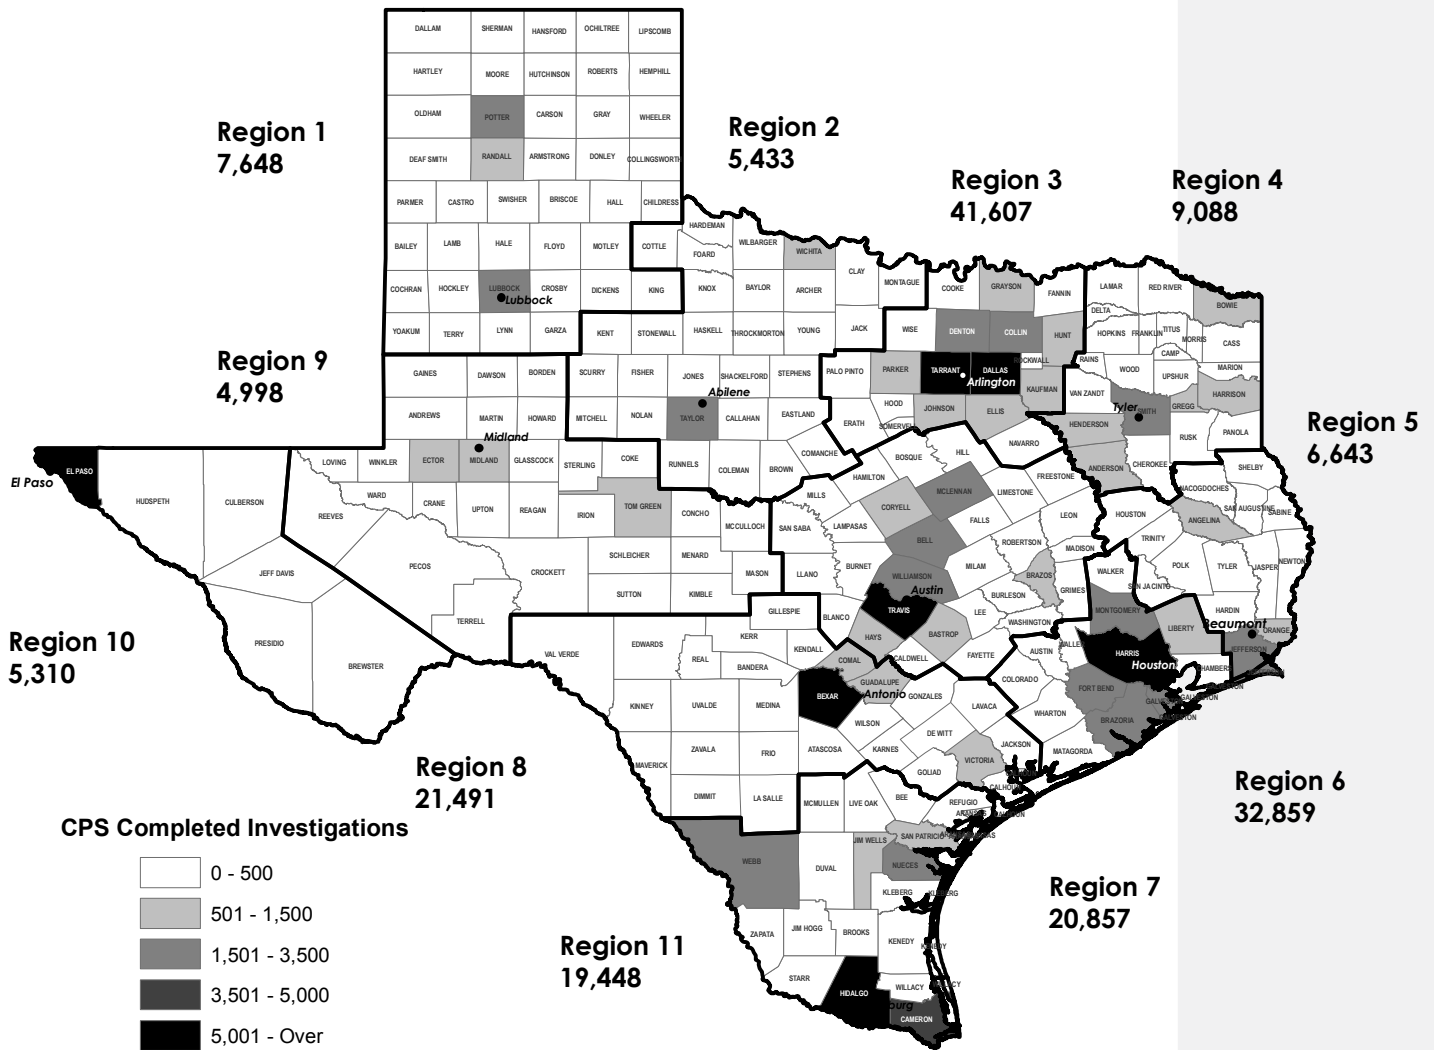 DALLAM SHERMAN HANSFORD OCHILTREE LIPSCOMB
HARTLEY MOORE HUTCHINSON ROBERTS HEMPHILL
OLDHAM POTTER CARSON GRAY WHEELER
Region 1
7,648
Region 2
5,433
DEAF SMITH RANDALL ARMSTRONG DONLEY COLLINGSWORTH
Region 3
41,607
Region 4
9,088
PARMER CASTRO SWISHER BRISCOE HALL CHILDRESS
BAILEY LAMB HALE FLOYD MOTLEY COTTLE HARDEMAN FOARD WILBARGER WICHITA CLAY MONTAGUE COOKE GRAYSON FANNIN LAMAR RED RIVER BOWIE
COCHRAN HOCKLEY LUBBOCK CROSBY DICKENS KING KNOX BAYLOR ARCHER
Lubbock
YOAKUM TERRY LYNN GARZA KENT STONEWALL HASKELL THROCKMORTON YOUNG JACK WISE DENTON COLLIN HUNT DELTA HOPKINS FRANKLIN TITUS MORRIS CASS
Region 9
4,998
GAINES DAWSON BORDEN SCURRY FISHER JONES SHACKELFORD STEPHENS PALO PINTO PARKER TARRANT DALLAS ROCKWALL RAINS WOOD CAMP UPSHUR MARION
Abilene
Arlington
KAUFMAN VAN ZANDT SMITH GREGG HARRISON
Tyler
ANDREWS MARTIN HOWARD MITCHELL NOLAN TAYLOR CALLAHAN EASTLAND ERATH HOOD SOMERVEL JOHNSON ELLIS HENDERSON RUSK PANOLA
Region 5
6,643
Midland
EL PASO
El Paso
HUDSPETH CULBERSON LOVING WINKLER ECTOR MIDLAND GLASSCOCK STERLING COKE RUNNELS COLEMAN BROWN COMANCHE BOSQUE HILL NAVARRO ANDERSON CHEROKEE SHELBY
REEVES WARD CRANE UPTON REAGAN IRION TOM GREEN CONCHO MCCULLOCH MILLS HAMILTON CORYELL MCLENNAN LIMESTONE FREESTONE NACOGDOCHES SAN AUGUSTINE SABINE
SAN SABA LAMPASAS BELL FALLS LEON HOUSTON ANGELINA
JEFF DAVIS PECOS CROCKETT SCHLEICHER MENARD MASON LLANO BURNET WILLIAMSON MILAM ROBERTSON MADISON TRINITY POLK TYLER JASPER NEWTON
SUTTON KIMBLE BRAZOS GRIMES WALKER SAN JACINTO
Austin
TERRELL GILLESPIE BLANCO TRAVIS LEE BURLESON WASHINGTON MONTGOMERY LIBERTY HARDIN ORANGE
Beaumont
Region 10
5,310
PRESIDIO BREWSTER VAL VERDE EDWARDS KERR REAL BANDERA KENDALL HAYS BASTROP CALDWELL FAYETTE AUSTIN HARRIS JEFFERSON
Houston
COMAL GUADALUPE COLORADO FORT BEND
KINNEY UVALDE MEDINA BEXAR GONZALES LAVACA WHARTON BRAZORIA
Antonio
WILSON DE WITT JACKSON MATAGORDA
MAVERICK ZAVALA FRIO ATASCOSA KARNES GOLIAD VICTORIA
Region 8
21,491
Region 6
32,859
DIMMIT LA SALLE MCMULLEN LIVE OAK BEE REFUGIO
WEBB DUVAL JIM WELLS SAN PATRICIO NUECES
Region 7
20,857
KLEBERG
ZAPATA JIM HOGG BROOKS KENEDY
Region 11
19,448
STARR HIDALGO WILLACY CAMERON
CPS Completed Investigations
0 - 500
501 - 1,500
1,501 - 3,500
3,501 - 5,000
5,001 - Over